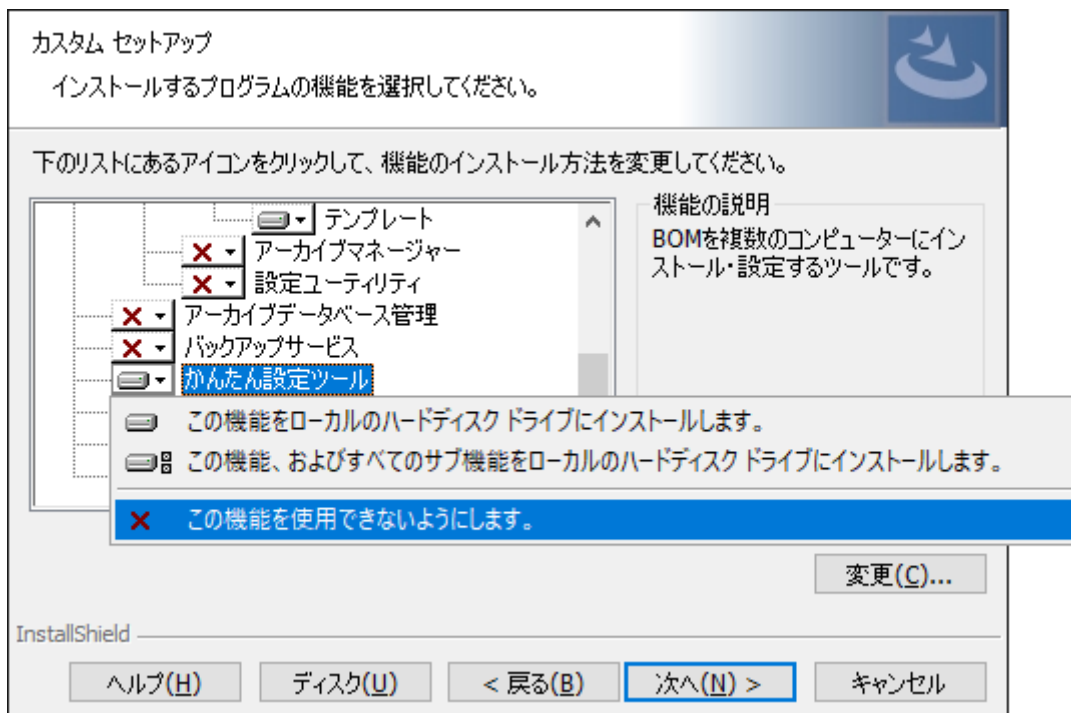 カスタム セットアップ
インストールするプログラムの機能を選択してください。
下のリストにあるアイコンをクリックして、機能のインストール方法を変更してください。
テンプレート
アーカイブマネージャー
設定ユーティリティ
アーカイブデータベース管理
バックアップサービス
かんたん設定ツール
機能の説明
BOMを複数のコンピューターにイン
ストール・設定するツールです。
この機能をローカルのハードディスク ドライブにインストールします。
この機能、およびすべてのサブ機能をローカルのハードディスク ドライブにインストールします。
この機能を使用できないようにします。
変更(C)...
InstallShield
ヘルプ(H)
ディスク(U)
< 戻る(B)
次へ(N) >
キャンセル